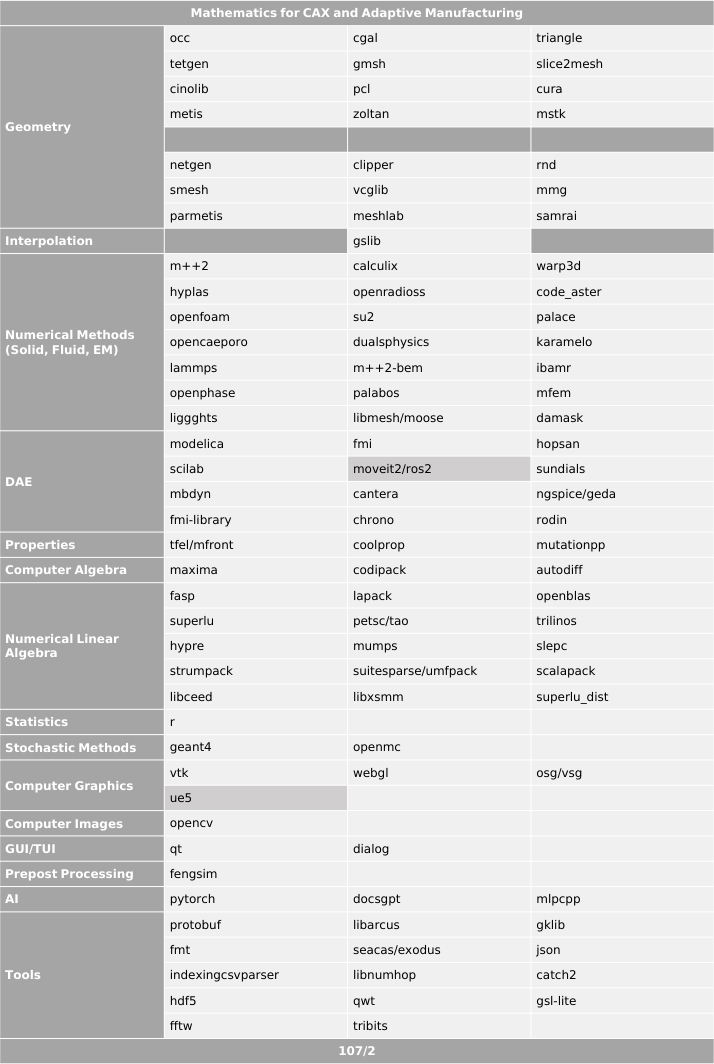 Mathematics for CAX and Adaptive Manufacturing
Geometry
occ cgal triangle
tetgen gmsh slice2mesh
cinolib pcl cura
metis zoltan mstk
netgen clipper rnd
smesh vcglib mmg
parmetis meshlab samrai
Interpolation gslib
Numerical Methods
(Solid, Fluid, EM)
m++2 calculix warp3d
hyplas openradioss code_aster
openfoam su2 palace
opencaeporo dualsphysics karamelo
lammps m++2-bem ibamr
openphase palabos mfem
liggghts libmesh/moose damask
DAE
modelica fmi hopsan
scilab moveit2/ros2 sundials
mbdyn cantera ngspice/geda
fmi-library chrono rodin
Properties tfel/mfront coolprop mutationpp
Computer Algebra maxima codipack autodiff
Numerical Linear
Algebra
fasp lapack openblas
superlu petsc/tao trilinos
hypre mumps slepc
strumpack suitesparse/umfpack scalapack
libceed libxsmm superlu_dist
Statistics r
Stochastic Methods geant4 openmc
Computer Graphics
vtk webgl osg/vsg
ue5
Computer Images opencv
GUI/TUI qt dialog
Prepost Processing fengsim
AI pytorch docsgpt mlpcpp
Tools
protobuf libarcus gklib
fmt seacas/exodus json
indexingcsvparser libnumhop catch2
hdf5 qwt gsl-lite
fftw tribits
107/2